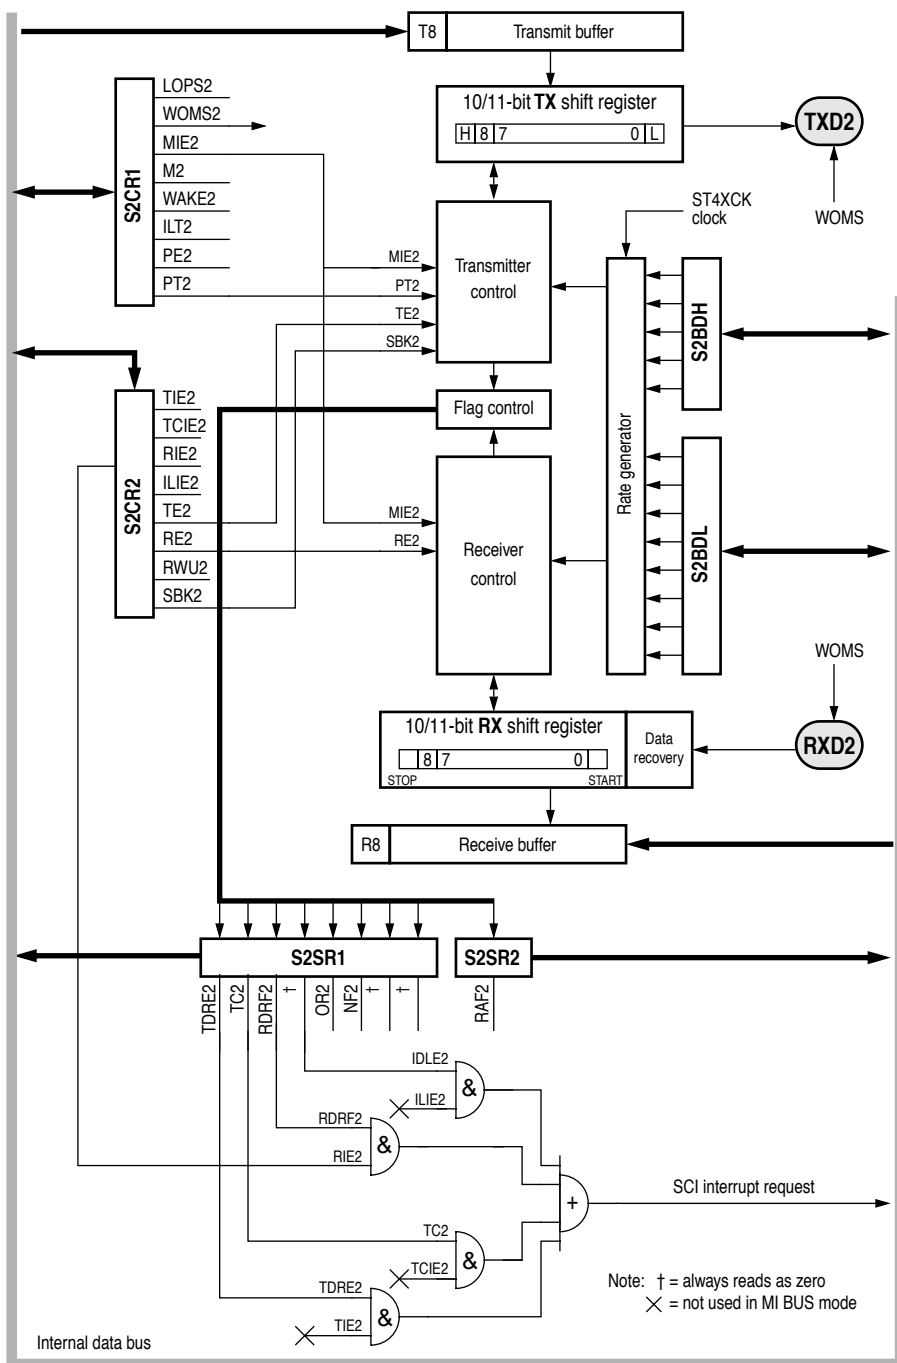 T8 Transmit buffer
10/11-bit TX shift register
H 8 7 0 L
TXD2
WOMS
ST4XCK
clock
S2CR1
LOPS2
WOMS2
MIE2
M2
WAKE2
ILT2
PE2
PT2
MIE2
PT2
TE2
SBK2
Transmitter
control
Flag control
Rate generator
S2BDH
S2BDL
S2CR2
TIE2
TCIE2
RIE2
ILIE2
TE2
RE2
RWU2
SBK2
MIE2
RE2
Receiver
control
WOMS
RXD2
10/11-bit RX shift register
8 7 0
STOP START
Data
recovery
R8 Receive buffer
S2SR1
S2SR2
TDRE2
TC2
RDRF2
†
OR2
NF2
†
†
RAF2
IDLE2
ILIE2
&
RDRF2
RIE2
&
+
SCI interrupt request
TC2
TCIE2
&
TDRE2
TIE2
&
Note: † = always reads as zero
= not used in MI BUS mode
Internal data bus